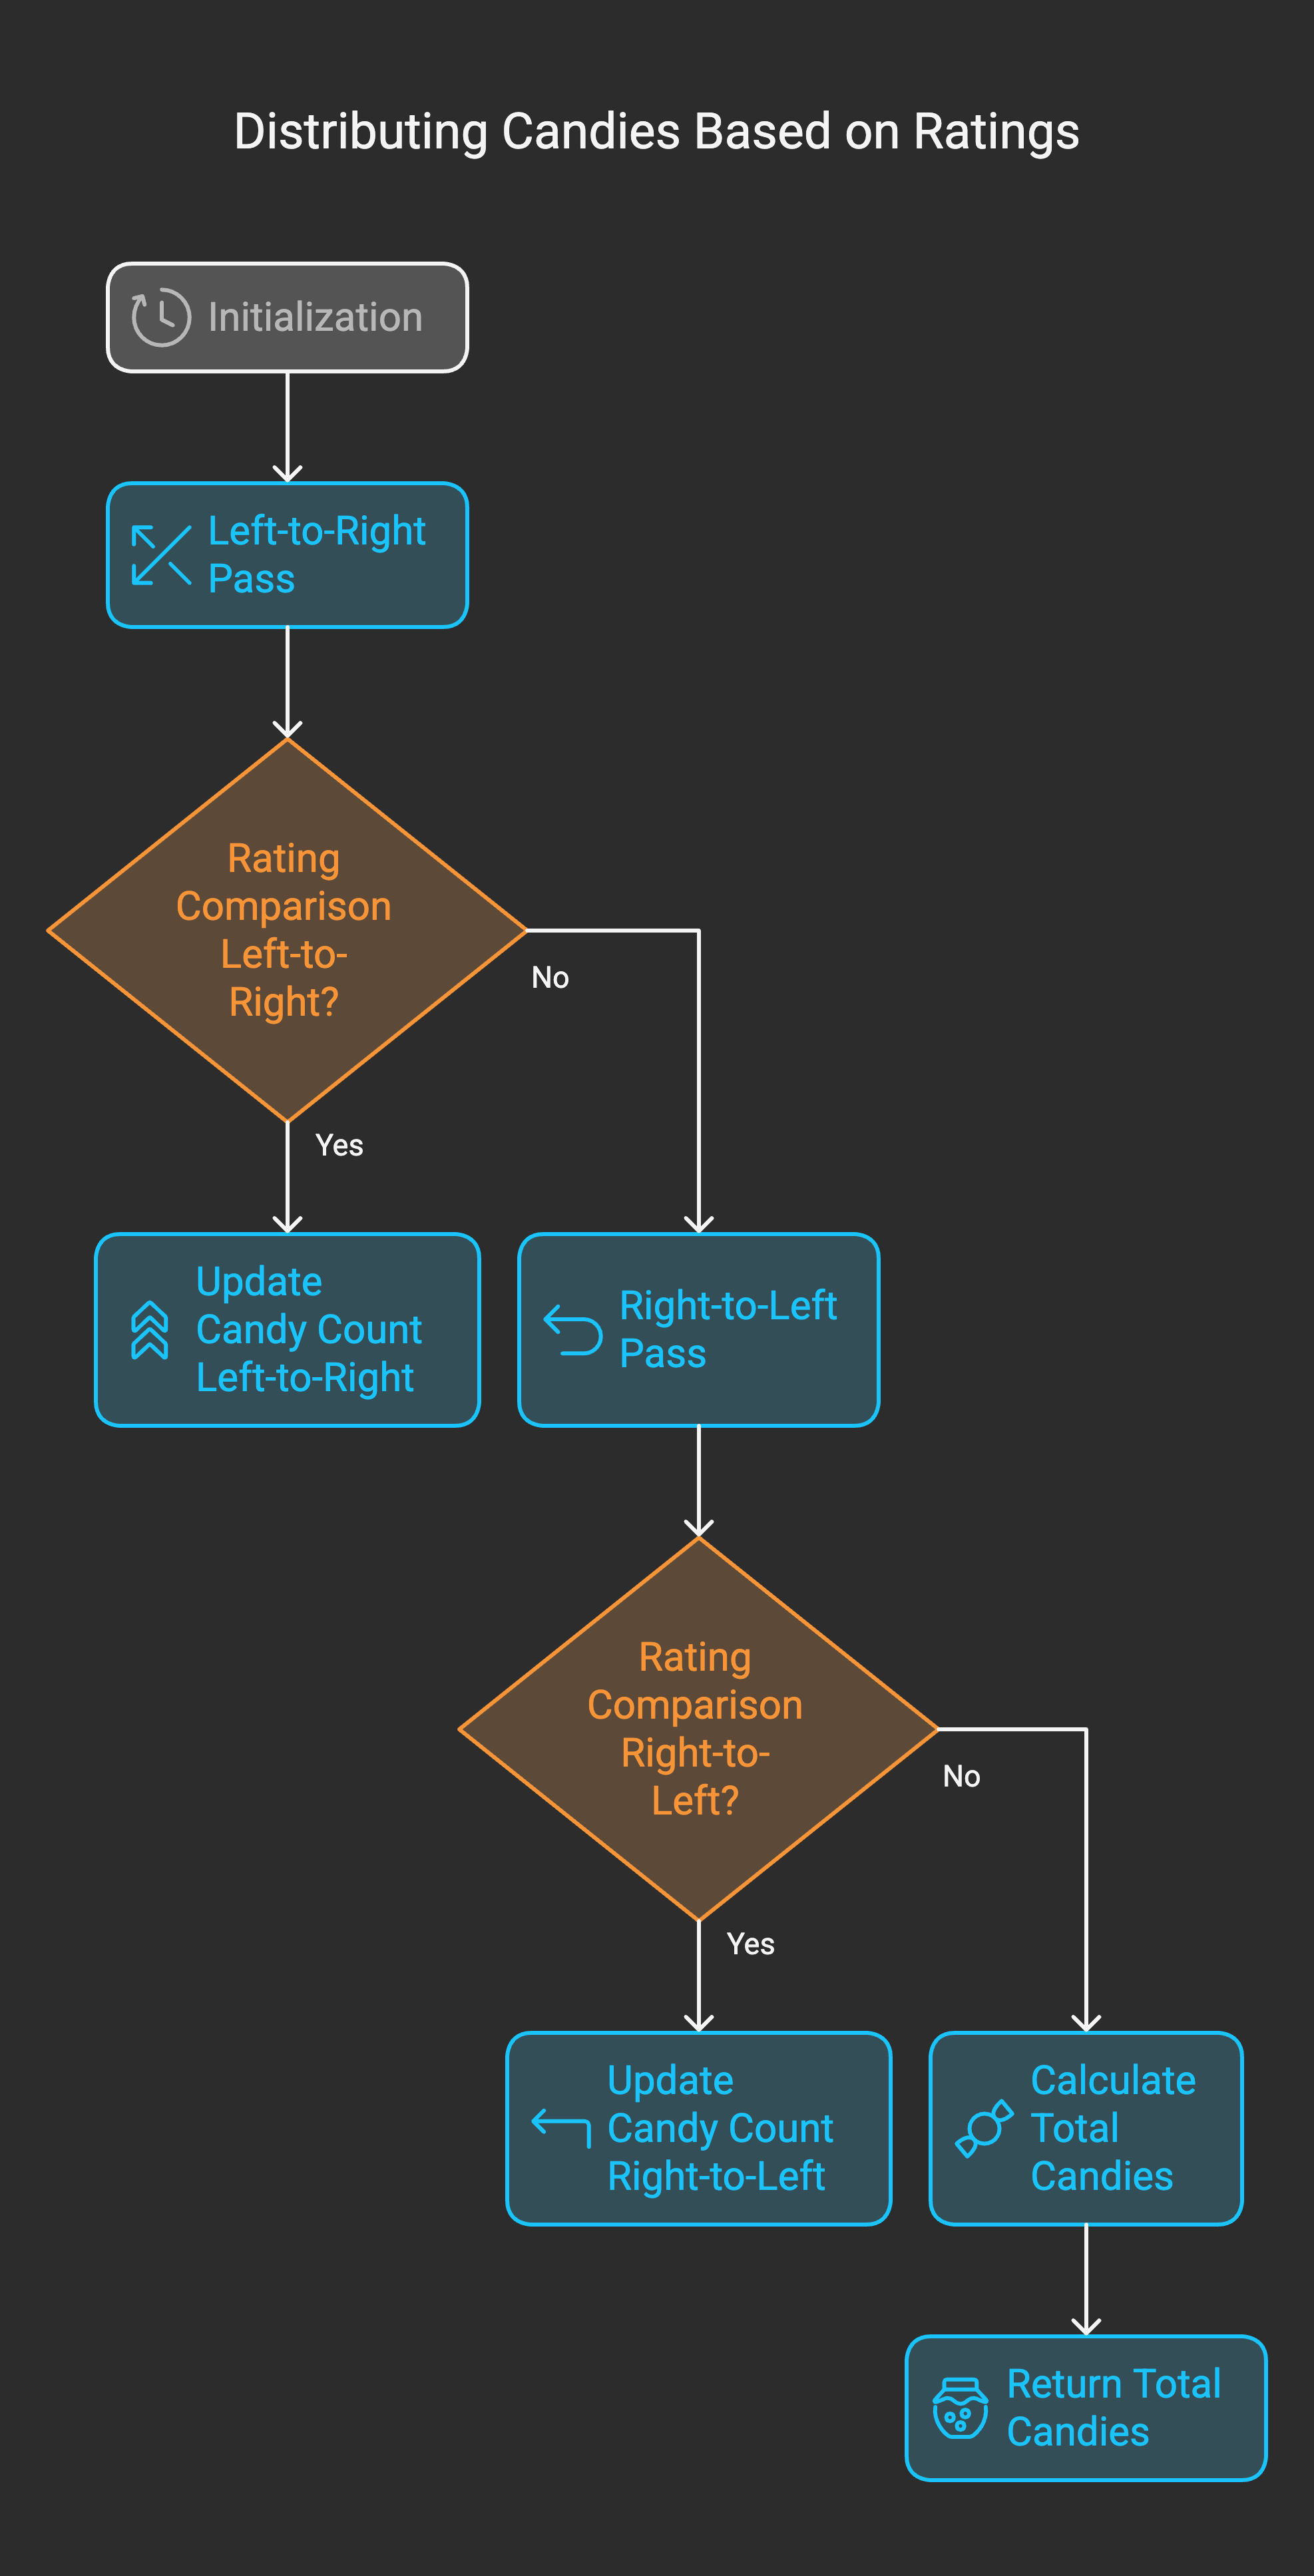 Distributing Candies Based on Ratings
Initialization
Left-to-Right
Pass
Rating
Comparison
Left-to-
Right?
No
Yes
Update
Candy Count
Left-to-Right
Right-to-Left
Pass
Rating
Comparison
Right-to-
Left?
No
Yes
Update
Candy Count
Right-to-Left
Calculate
Total
Candies
Return Total
Candies